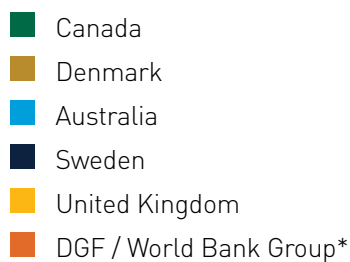 Canada
Denmark
Australia
Sweden
United Kingdom
DGF / World Bank Group*